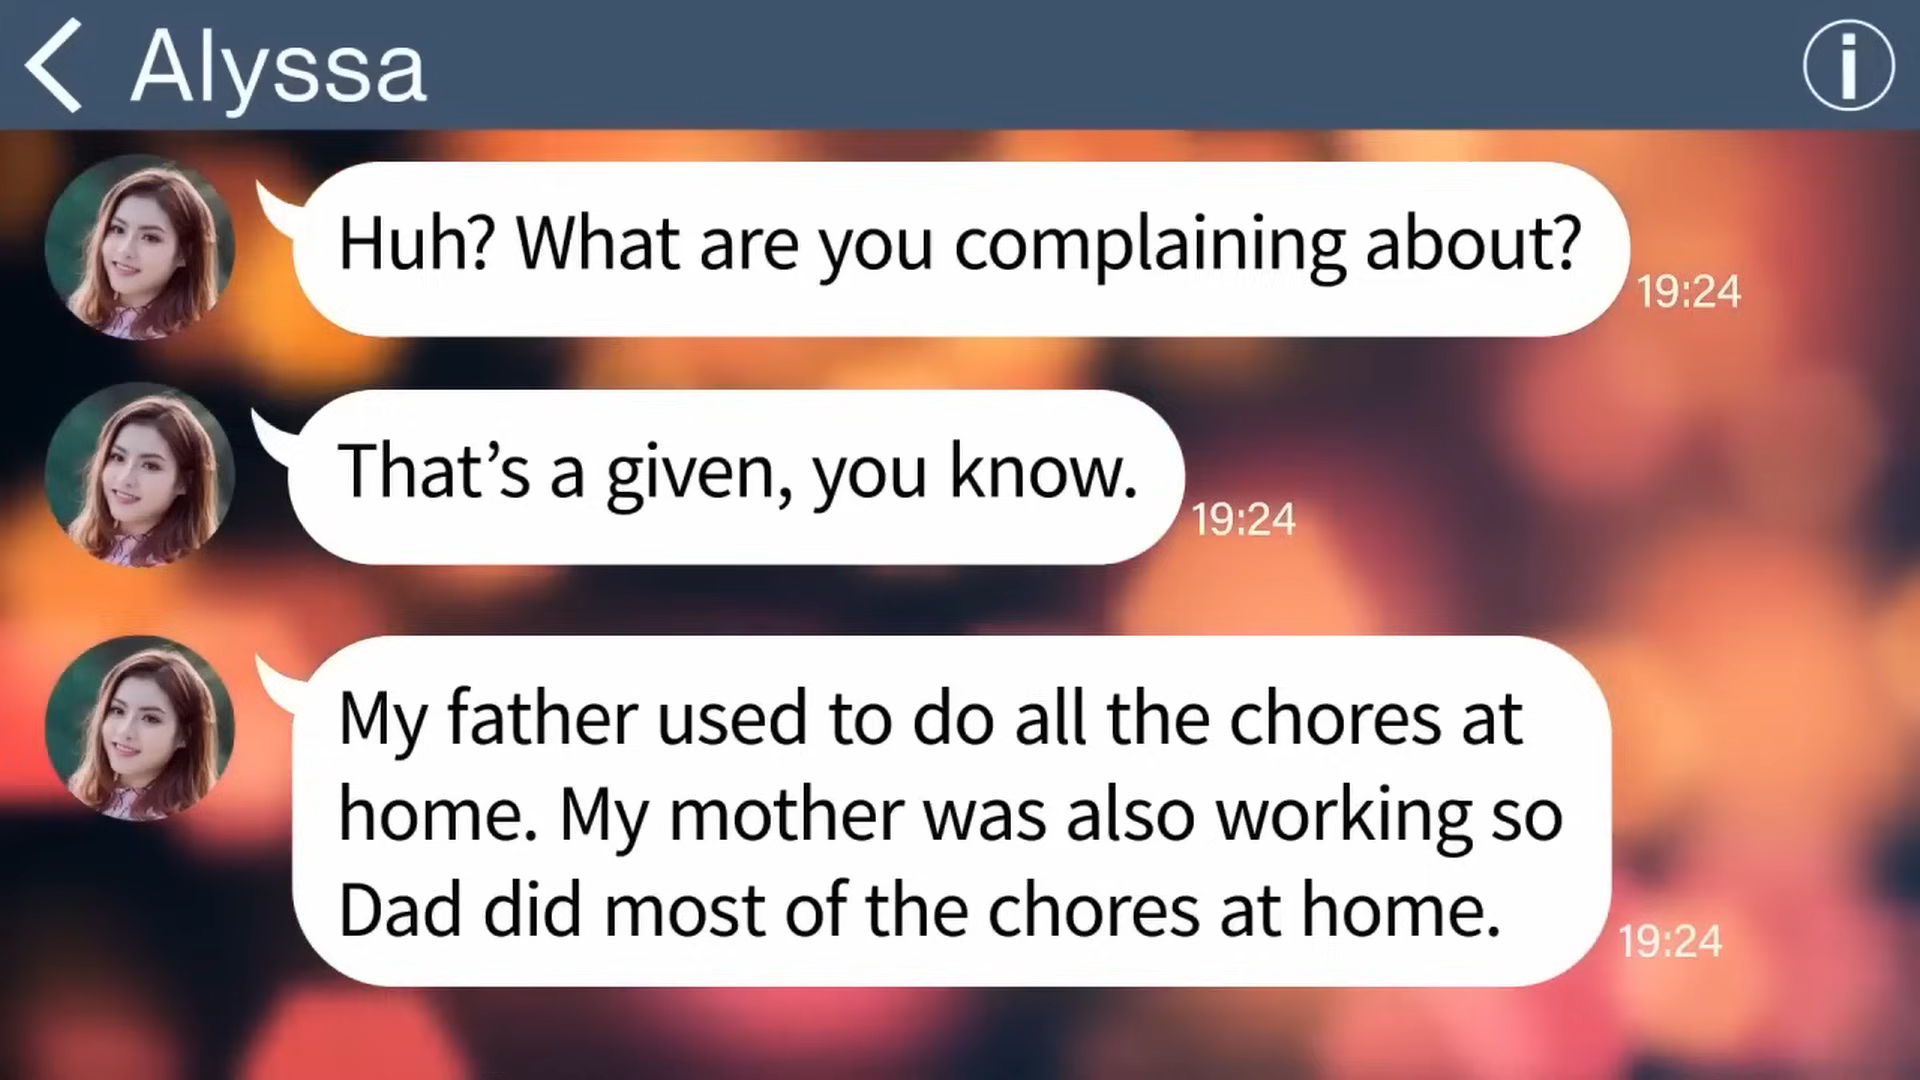 Alyssa
Huh? What are you complaining about?
19:24
That’s a given, you know.
19:24
My father used to do all the chores at
home. My mother was also working so
Dad did most of the chores at home.
19:24